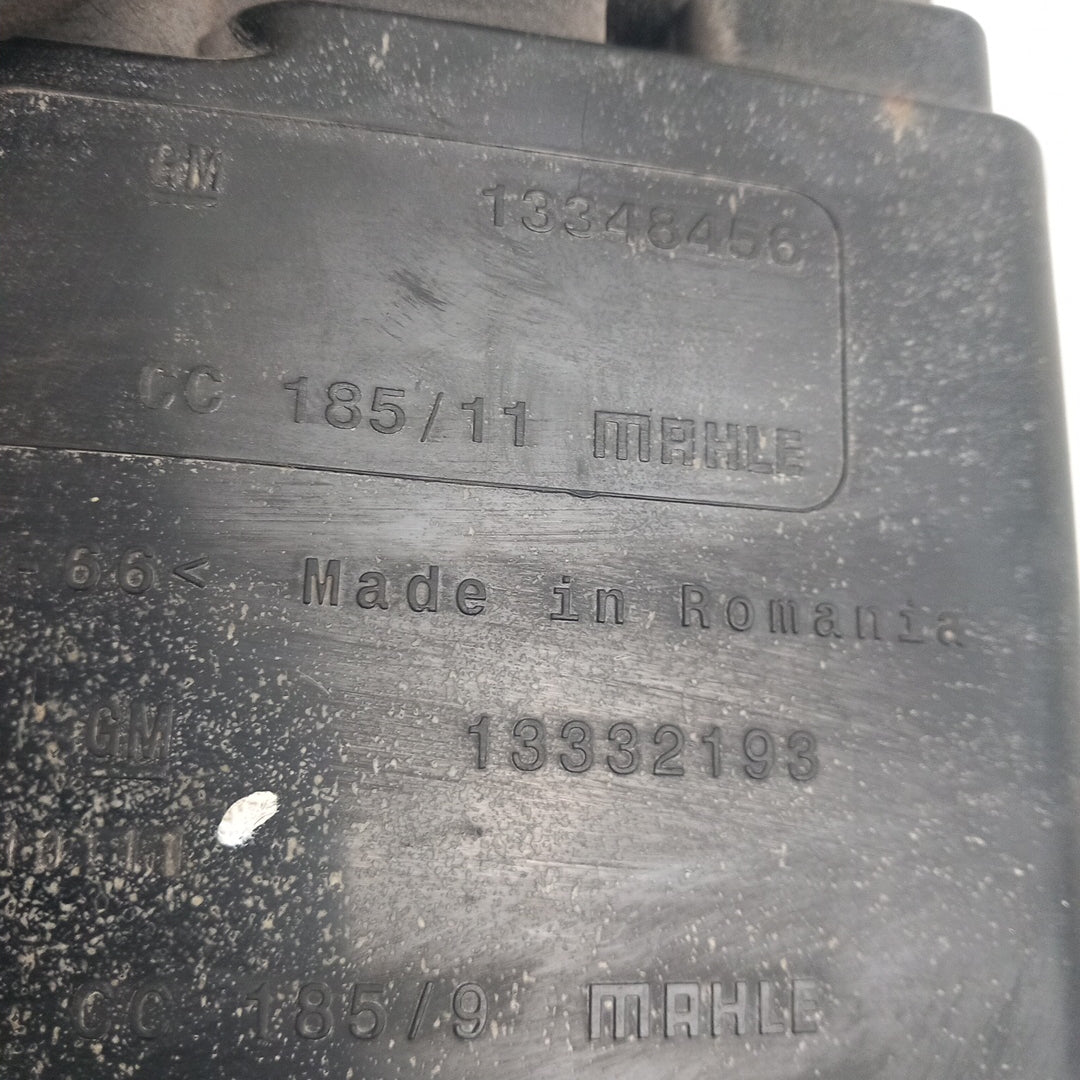 GM 13348456
CC 185/11 MAHLE
-66< Made in Romania
GM 13332193
CC 185/9 MAHLE